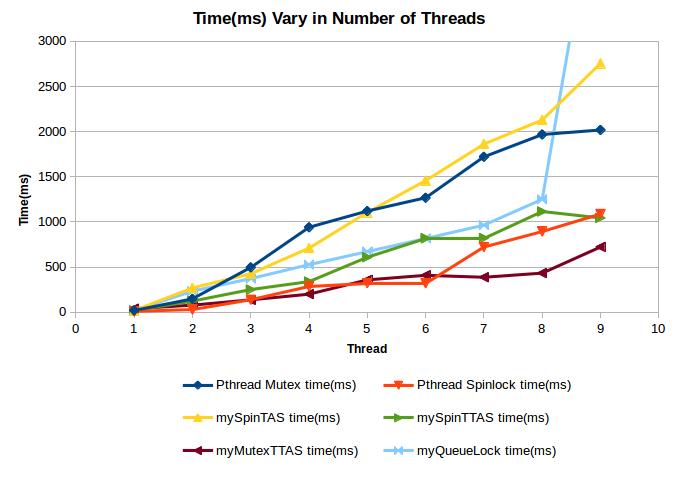 Time(ms) Vary in Number of Threads
3000
2500
2000
1500
1000
500
0
Time(ms)
0 1 2 3 4 5 6 7 8 9 10
Thread
Pthread Mutex time(ms) Pthread Spinlock time(ms)
mySpinTAS time(ms) mySpinTTAS time(ms)
myMutexTTAS time(ms) myQueueLock time(ms)